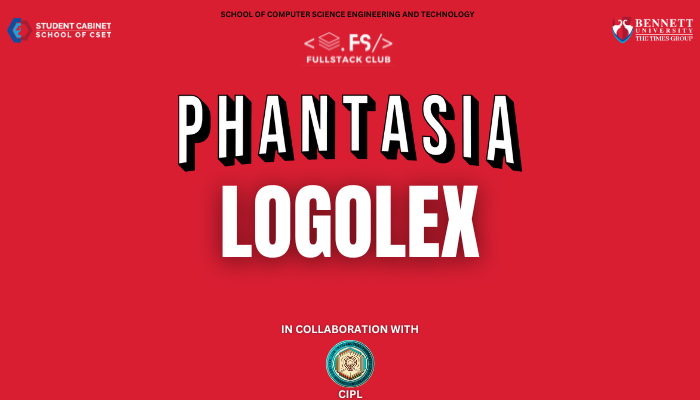 SCHOOL OF COMPUTER SCIENCE ENGINEERING AND TECHNOLOGY
STUDENT CABINET
SCHOOL OF CSET
<.FS/>
FULLSTACK CLUB
BENNETT
UNIVERSITY
THE TIMES GROUP
PHANTASIA
LOGOLEX
IN COLLABORATION WITH
CIPL